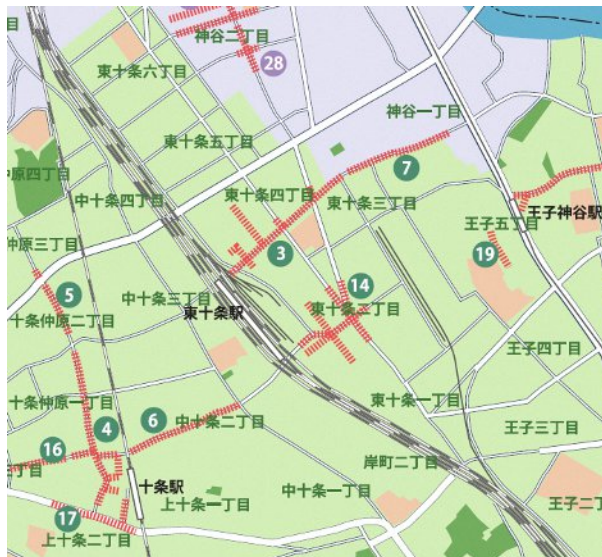 神谷二丁目
28
東十条六丁目
神谷一丁目
東十条五丁目
7
仲原四丁目
中十条四丁目
東十条四丁目
東十条三丁目
王子神谷駅
王子五丁目
仲原三丁目
3
19
5
中十条三丁目
14
東十条駅
東十条二丁目
十条仲原二丁目
王子四丁目
十条仲原一丁目
6
中十条二丁目
東十条一丁目
4
王子三丁目
16
丁目
岸町二丁目
十条駅
中十条一丁目
上十条一丁目
王子二丁
17
上十条二丁目